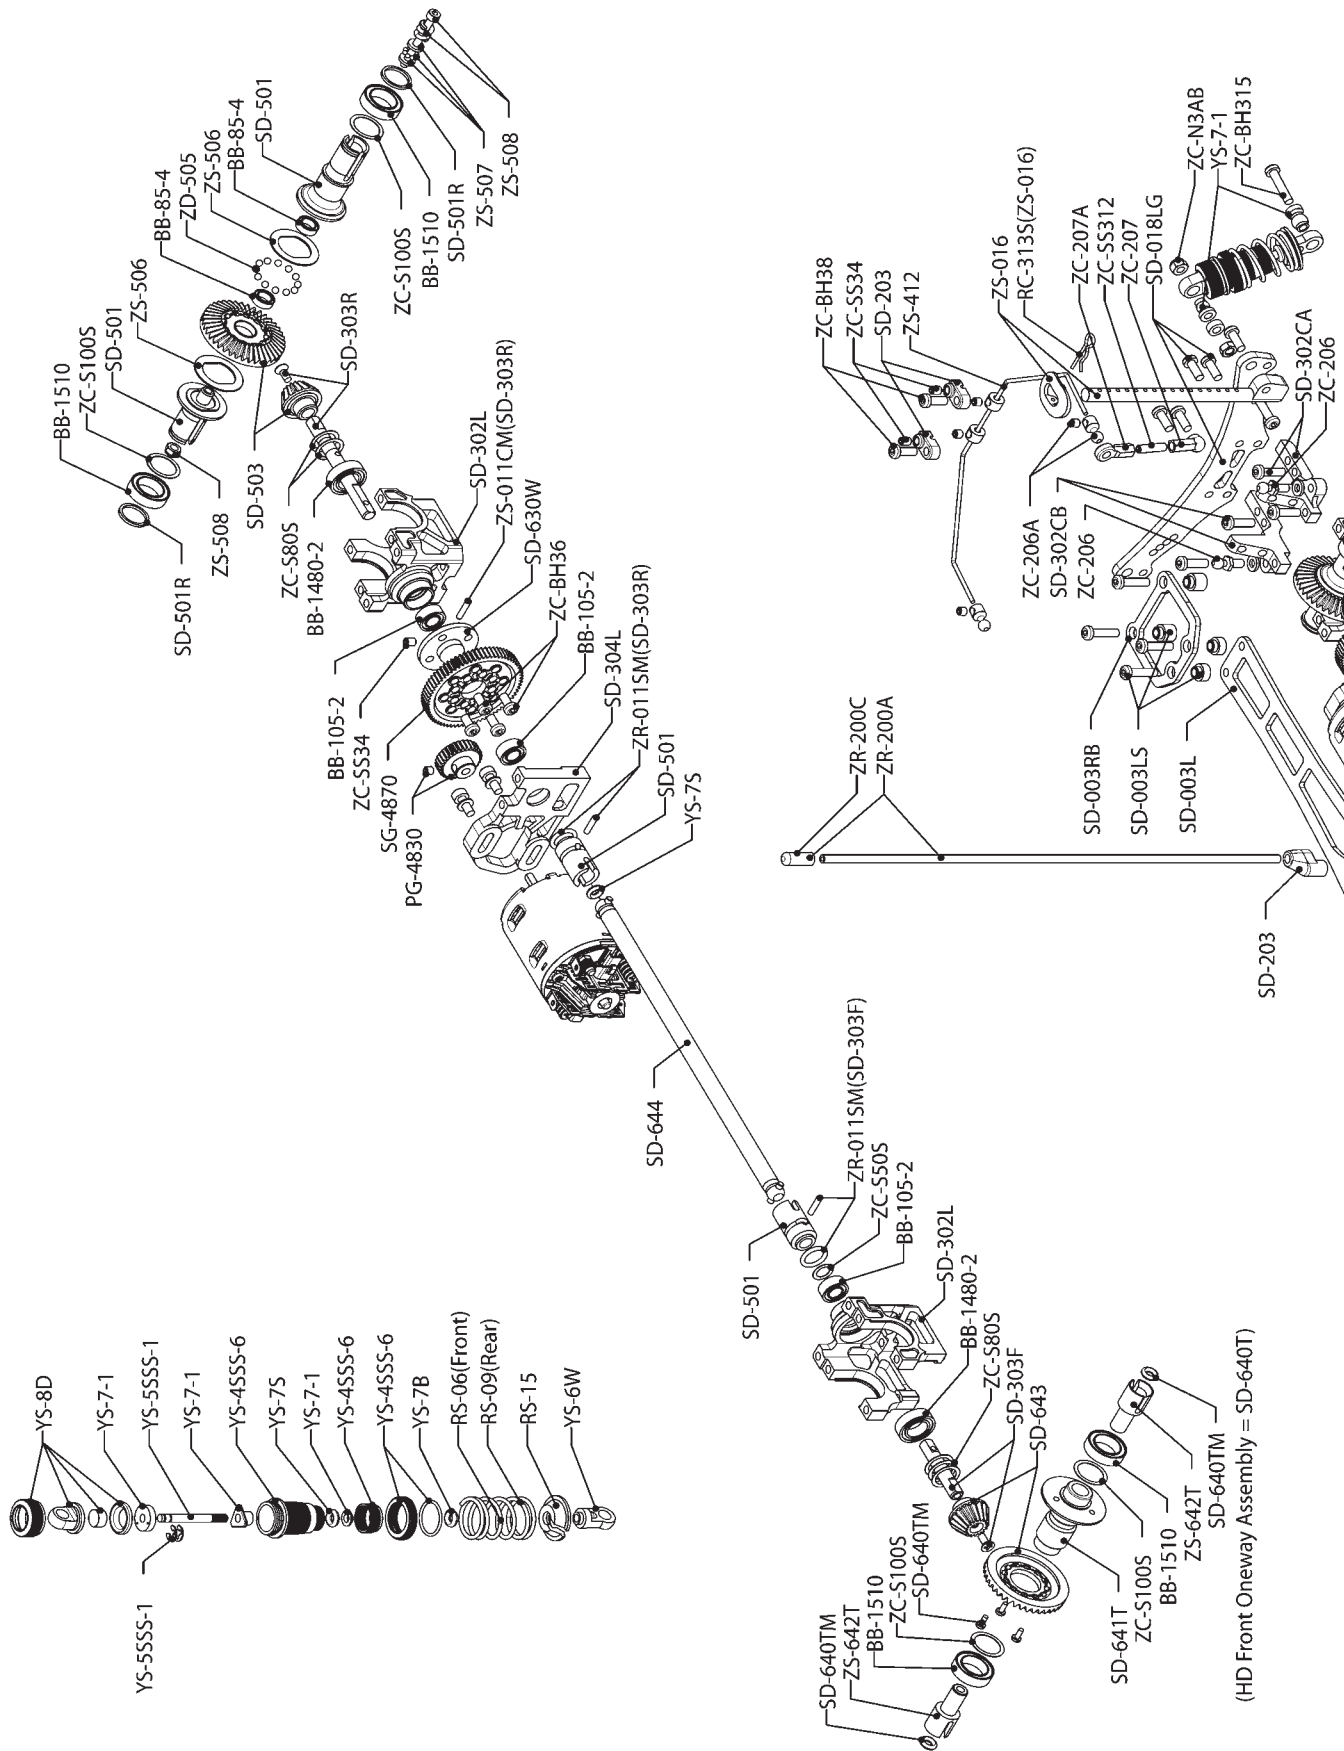 BB-1510
ZC-S100S
SD-501
ZS-506
BB-85-4
ZD-505
ZS-506
BB-85-4
SD-501
SD-501R
ZS-508
SD-503
SD-303R
ZC-S100S
BB-1510
SD-501R
ZS-507
ZS-508
ZC-S80S
BB-1480-2
SD-302L
ZS-011CM(SD-303R)
SD-630W
ZC-BH36
BB-105-2
SD-304L
ZR-011SM(SD-303R)
SD-501
YS-7S
BB-105-2
ZC-SS34
SG-4870
PG-4830
SD-644
ZR-011SM(SD-303F)
ZC-S50S
BB-105-2
SD-501
SD-302L
BB-1480-2
ZC-S80S
SD-303F
SD-643
SD-640TM
ZS-642T
BB-1510
ZC-S100S
SD-640TM
SD-641T
ZC-S100S
BB-1510
ZS-642T
SD-640TM
(HD Front Oneway Assembly = SD-640T)
YS-8D
YS-7-1
YS-5SSS-1
YS-7-1
YS-4SSS-6
YS-7S
YS-7-1
YS-4SSS-6
YS-4SSS-6
YS-7B
RS-06(Front)
RS-09(Rear)
RS-15
YS-6W
YS-5SSS-1
ZC-BH38
ZC-SS34
SD-203
ZS-412
ZS-016
RC-313S(ZS-016)
ZC-207A
ZC-SS312
ZC-207
SD-018LG
ZC-N3AB
YS-7-1
ZC-BH315
SD-302CA
ZC-206
ZC-206A
SD-302CB
ZC-206
SD-003RB
SD-003LS
SD-003L
ZR-200C
ZR-200A
SD-203